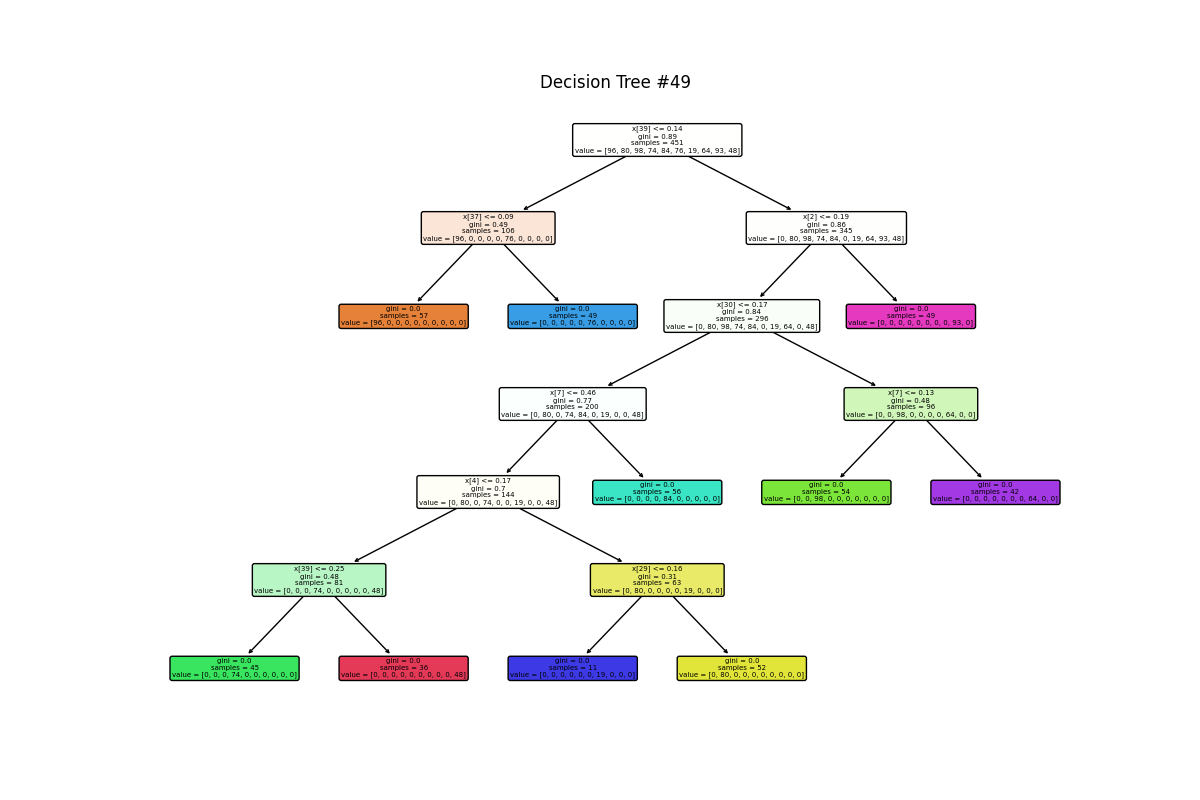 Decision Tree #49
x[39] <= 0.14
gini = 0.89
samples = 451
value = [96, 80, 98, 74, 84, 76, 19, 64, 93, 48]
x[37] <= 0.09
gini = 0.49
samples = 106
value = [96, 0, 0, 0, 0, 76, 0, 0, 0, 0]
x[2] <= 0.19
gini = 0.86
samples = 345
value = [0, 80, 98, 74, 84, 0, 19, 64, 93, 48]
gini = 0.0
samples = 57
value = [96, 0, 0, 0, 0, 0, 0, 0, 0, 0]
gini = 0.0
samples = 49
value = [0, 0, 0, 0, 0, 76, 0, 0, 0, 0]
x[30] <= 0.17
gini = 0.84
samples = 296
value = [0, 80, 98, 74, 84, 0, 19, 64, 0, 48]
gini = 0.0
samples = 49
value = [0, 0, 0, 0, 0, 0, 0, 0, 93, 0]
x[7] <= 0.46
gini = 0.77
samples = 200
value = [0, 80, 0, 74, 84, 0, 19, 0, 0, 48]
x[7] <= 0.13
gini = 0.48
samples = 96
value = [0, 0, 98, 0, 0, 0, 0, 64, 0, 0]
x[4] <= 0.17
gini = 0.7
samples = 144
value = [0, 80, 0, 74, 0, 0, 19, 0, 0, 48]
gini = 0.0
samples = 56
value = [0, 0, 0, 0, 84, 0, 0, 0, 0, 0]
gini = 0.0
samples = 54
value = [0, 0, 98, 0, 0, 0, 0, 0, 0, 0]
gini = 0.0
samples = 42
value = [0, 0, 0, 0, 0, 0, 0, 64, 0, 0]
x[39] <= 0.25
gini = 0.48
samples = 81
value = [0, 0, 0, 74, 0, 0, 0, 0, 0, 48]
x[29] <= 0.16
gini = 0.31
samples = 63
value = [0, 80, 0, 0, 0, 0, 19, 0, 0, 0]
gini = 0.0
samples = 45
value = [0, 0, 0, 74, 0, 0, 0, 0, 0, 0]
gini = 0.0
samples = 36
value = [0, 0, 0, 0, 0, 0, 0, 0, 0, 48]
gini = 0.0
samples = 11
value = [0, 0, 0, 0, 0, 0, 19, 0, 0, 0]
gini = 0.0
samples = 52
value = [0, 80, 0, 0, 0, 0, 0, 0, 0, 0]